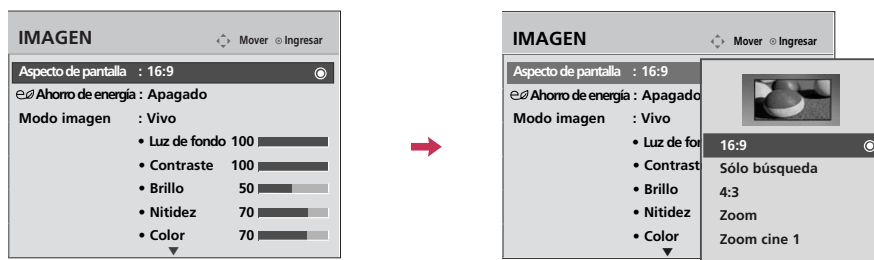 IMAGEN Mover Ingresar
Aspecto de pantalla : 16:9
Ahorro de energía : Apagado
Modo imagen : Vivo
• Luz de fondo 100
• Contraste 100
• Brillo 50
• Nitidez 70
• Color 70
IMAGEN Mover Ingresar
Aspecto de pantalla : 16:9
Ahorro de energía : Apagado
Modo imagen : Vivo
• Luz de for
• Contrast
• Brillo
• Nitidez
• Color
16:9
Sólo búsqueda
4:3
Zoom
Zoom cine 1